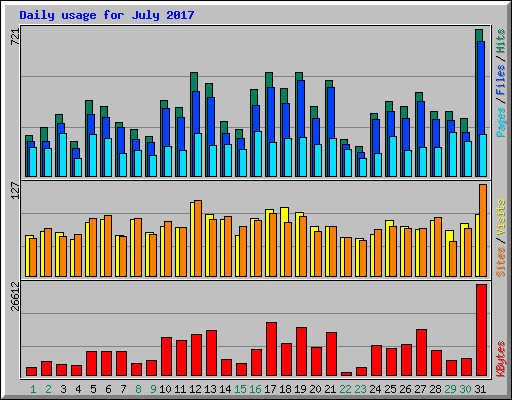 Daily usage for July 2017
721
Pages / Files / Hits
127
Sites / Visits
26612
KBytes
1 2 3 4 5 6 7 8 9 10 11 12 13 14 15 16 17 18 19 20 21 22 23 24 25 26 27 28 29 30 31